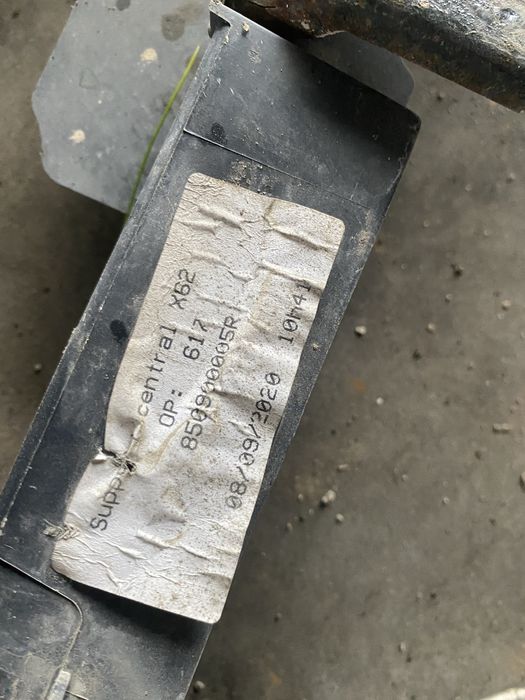 Supp central X62
OP: 617
850900005R
08/09/2020 10h41